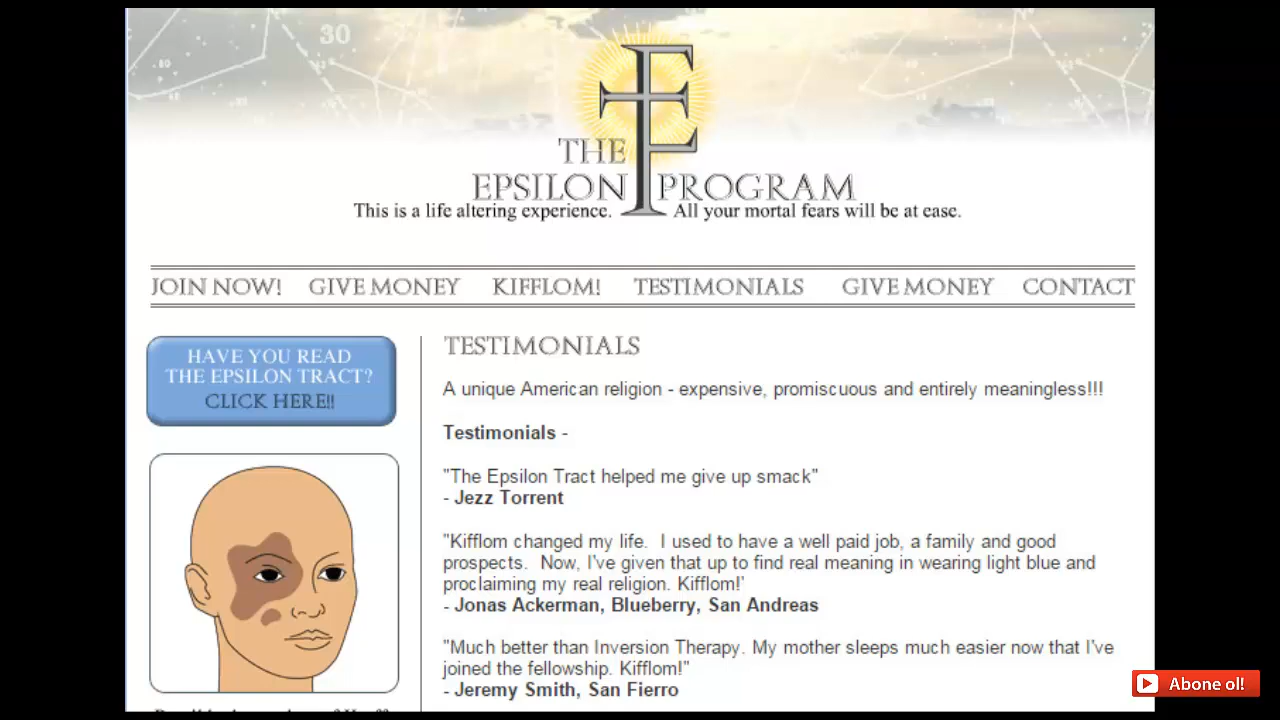 30
THE
EPSILON PROGRAM
This is a life altering experience. All your mortal fears will be at ease.
JOIN NOW! GIVE MONEY KIFFLOM! TESTIMONIALS GIVE MONEY CONTACT
HAVE YOU READ
THE EPSILON TRACT?
CLICK HERE!!
TESTIMONIALS
A unique American religion - expensive, promiscuous and entirely meaningless!!!
Testimonials -
"The Epsilon Tract helped me give up smack"
- Jezz Torrent
"Kifflom changed my life. I used to have a well paid job, a family and good
prospects. Now, I've given that up to find real meaning in wearing light blue and
proclaiming my real religion. Kifflom!'
- Jonas Ackerman, Blueberry, San Andreas
"Much better than Inversion Therapy. My mother sleeps much easier now that I've
joined the fellowship. Kifflom!"
- Jeremy Smith, San Fierro
Abone ol!